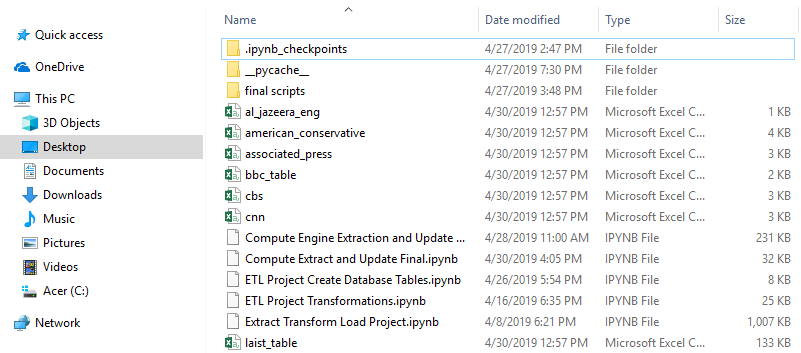 Name Date modified Type Size
Quick access
OneDrive
This PC
3D Objects
Desktop
Documents
Downloads
Music
Pictures
Videos
Acer (C:)
Network
.ipynb_checkpoints 4/27/2019 2:47 PM File folder
__pycache__ 4/27/2019 7:30 PM File folder
final scripts 4/27/2019 3:48 PM File folder
al_jazeera_eng 4/30/2019 12:57 PM Microsoft Excel C... 1 KB
american_conservative 4/30/2019 12:57 PM Microsoft Excel C... 4 KB
associated_press 4/30/2019 12:57 PM Microsoft Excel C... 3 KB
bbc_table 4/30/2019 12:57 PM Microsoft Excel C... 2 KB
cbs 4/30/2019 12:57 PM Microsoft Excel C... 3 KB
cnn 4/30/2019 12:57 PM Microsoft Excel C... 3 KB
Compute Engine Extraction and Update ... 4/28/2019 11:00 AM IPYNB File 231 KB
Compute Extract and Update Final.ipynb 4/30/2019 4:05 PM IPYNB File 32 KB
ETL Project Create Database Tables.ipynb 4/26/2019 5:54 PM IPYNB File 8 KB
ETL Project Transformations.ipynb 4/16/2019 6:35 PM IPYNB File 25 KB
Extract Transform Load Project.ipynb 4/8/2019 6:21 PM IPYNB File 1,007 KB
laist_table 4/30/2019 12:57 PM Microsoft Excel C... 133 KB